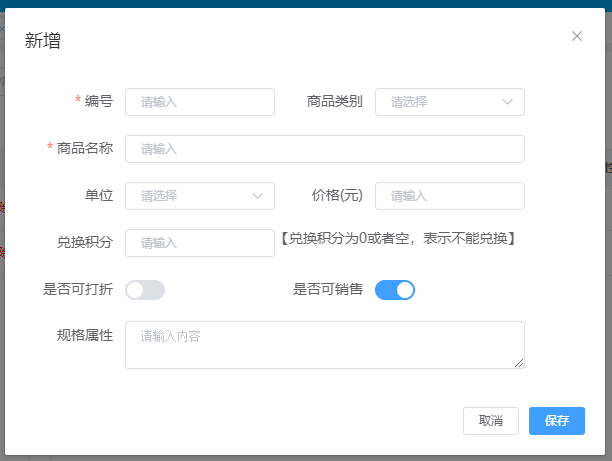 新增
* 编号 请输入 商品类别 请选择
* 商品名称 请输入
单位 请选择 价格(元) 请输入
兑换积分 请输入 【兑换积分为0或者空，表示不能兑换】
是否可打折 是否可销售
规格属性 请输入内容
取消 保存